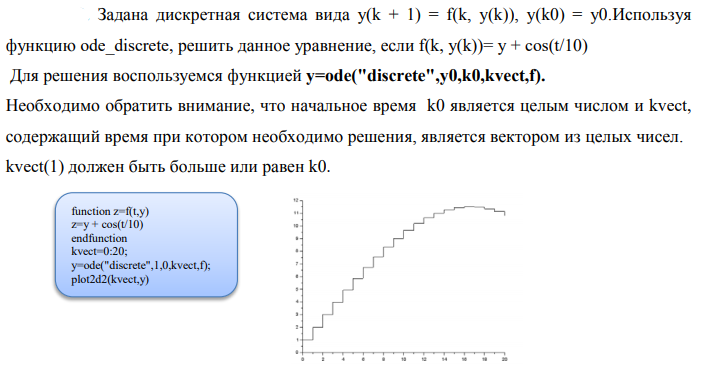 Задана дискретная система вида y(k + 1) = f(k, y(k)), y(k0) = y0.Используя
функцию ode_discrete, решить данное уравнение, если f(k, y(k))= y + cos(t/10)
Для решения воспользуемся функцией y=ode("discrete",y0,k0,kvect,f).
Необходимо обратить внимание, что начальное время k0 является целым числом и kvect,
содержащий время при котором необходимо решения, является вектором из целых чисел.
kvect(1) должен быть больше или равен k0.
function z=f(t,y)
z=y + cos(t/10)
endfunction
kvect=0:20;
y=ode("discrete",1,0,kvect,f);
plot2d2(kvect,y)
12
11
10
9
8
7
6
5
4
3
2
1
0
0 2 4 6 8 10 12 14 16 18 20